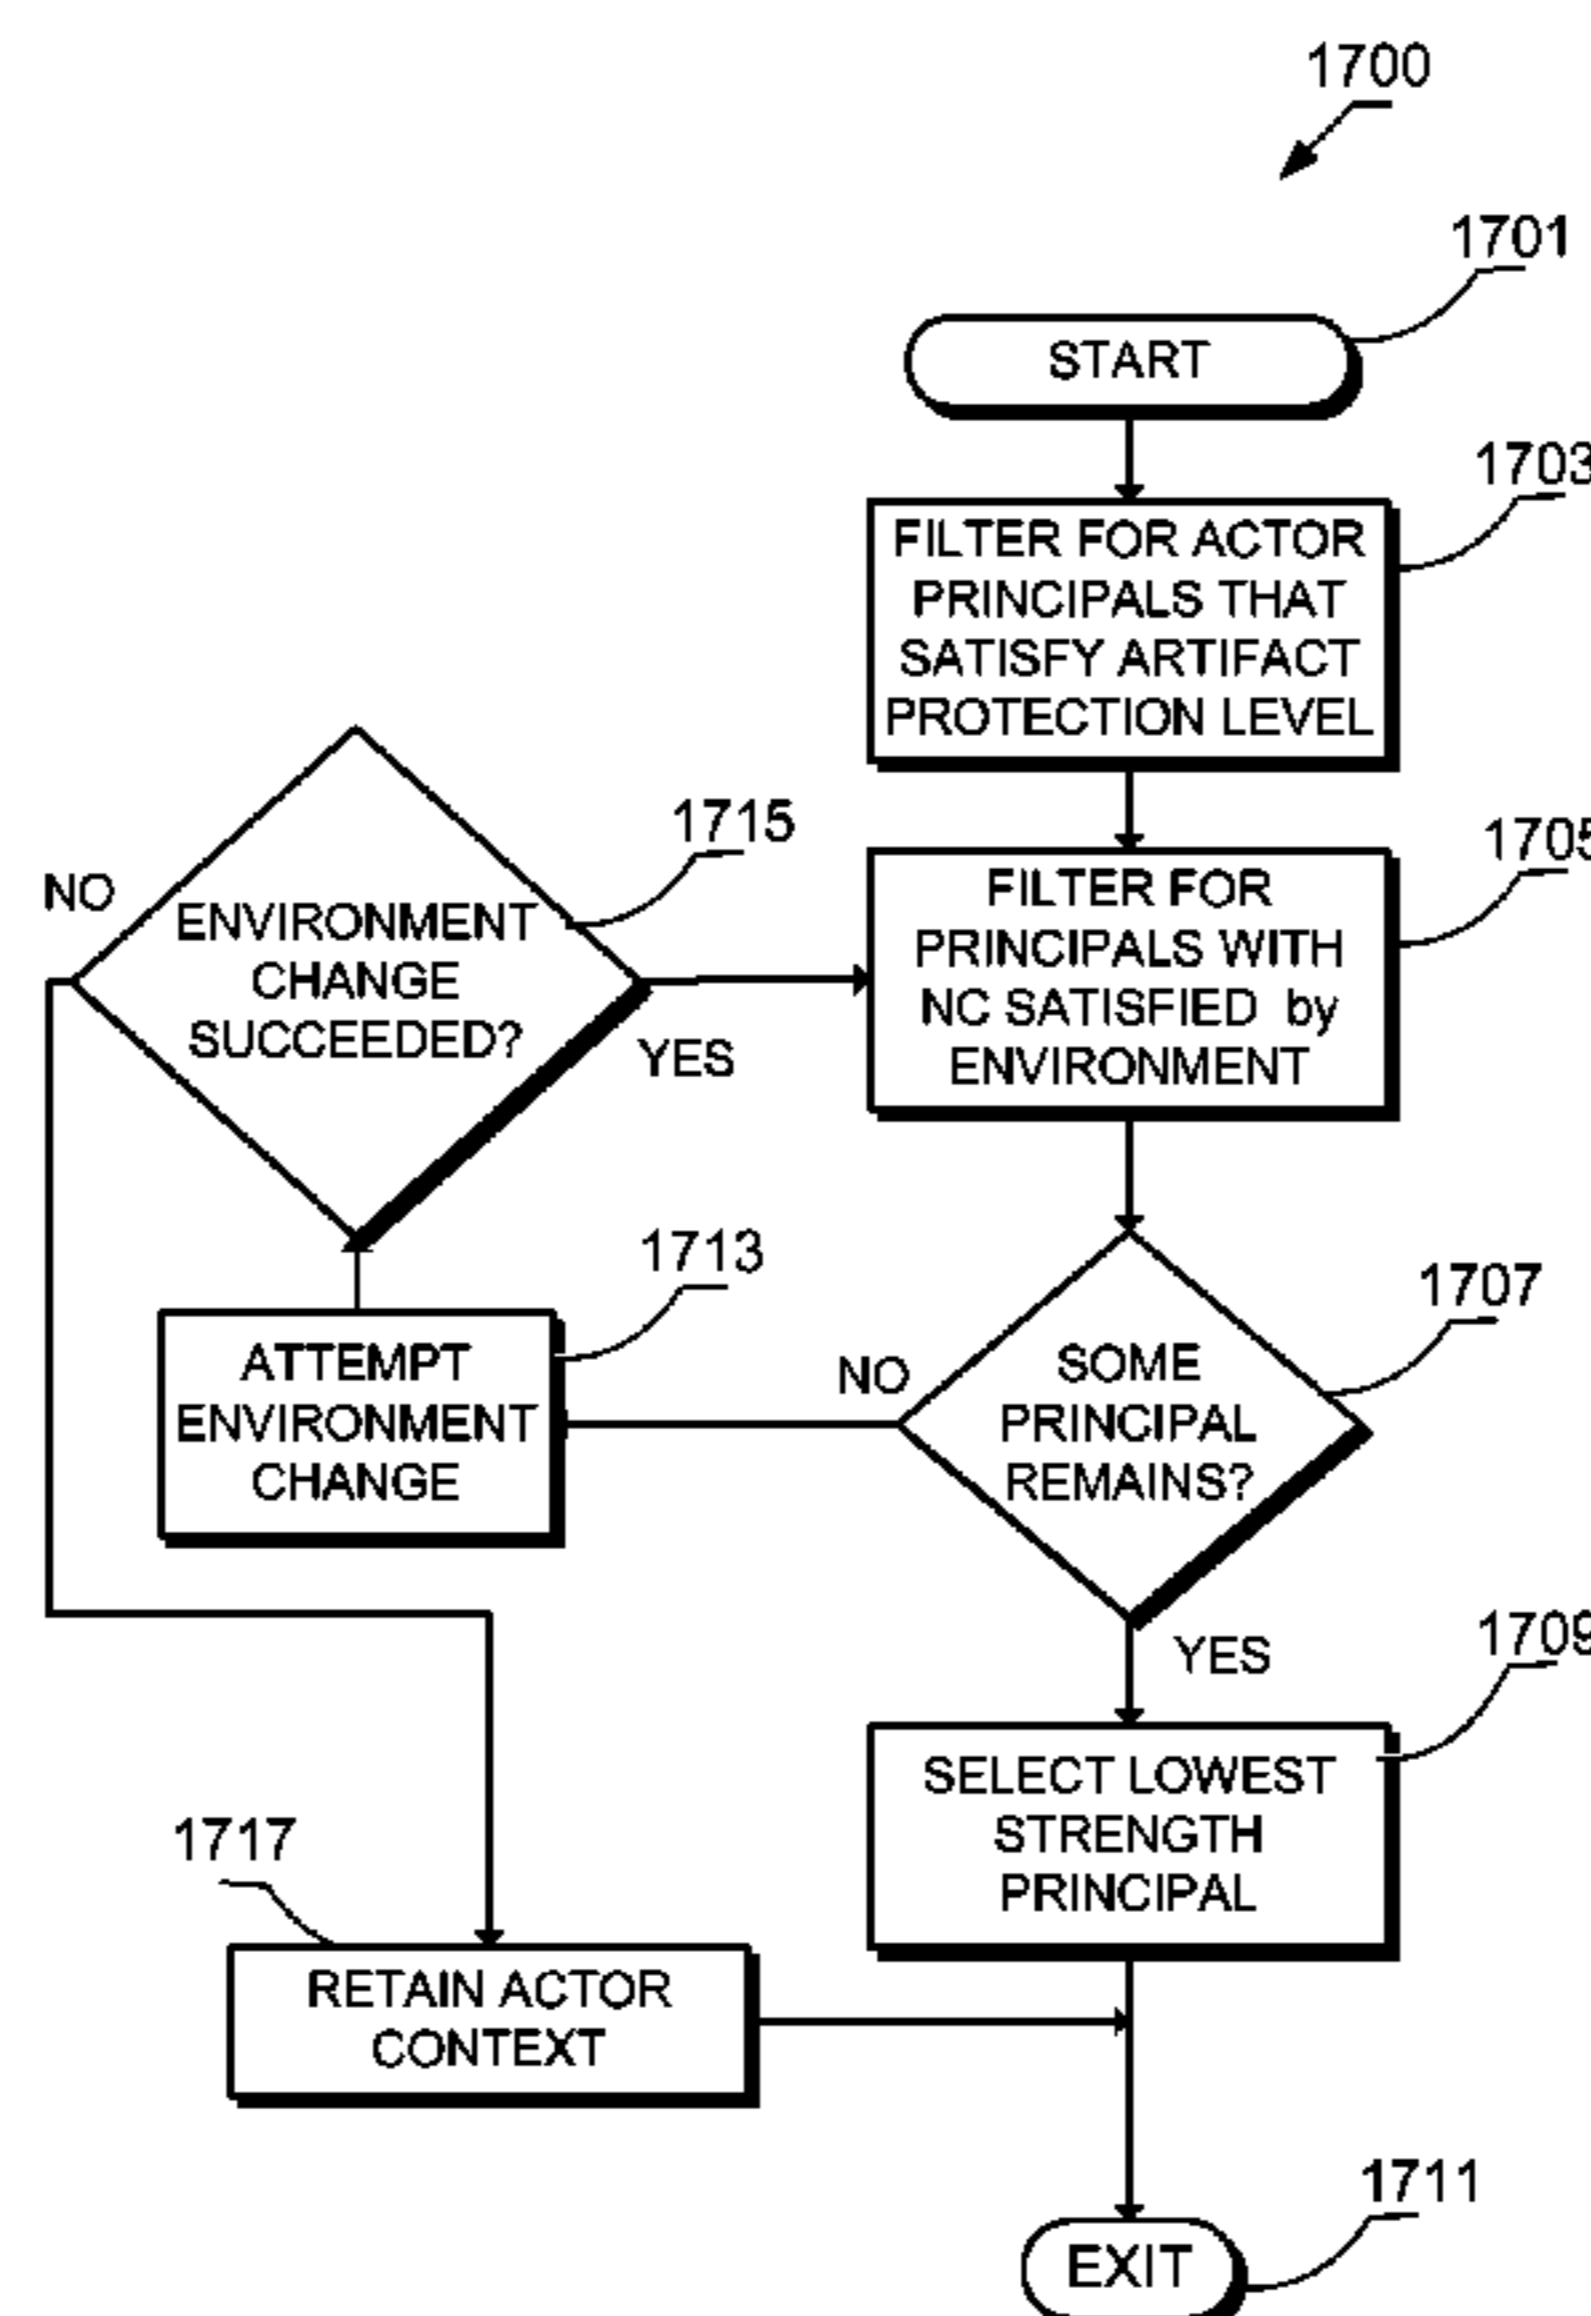 1700
1701
START
1703
FILTER FOR ACTOR
PRINCIPALS THAT
SATISFY ARTIFACT
PROTECTION LEVEL
1705
FILTER FOR
PRINCIPALS WITH
NC SATISFIED by
ENVIRONMENT
1715
NO
ENVIRONMENT
CHANGE
SUCCEEDED?
YES
1713
ATTEMPT
ENVIRONMENT
CHANGE
1707
NO
SOME
PRINCIPAL
REMAINS?
YES
1709
SELECT LOWEST
STRENGTH
PRINCIPAL
1717
RETAIN ACTOR
CONTEXT
1711
EXIT